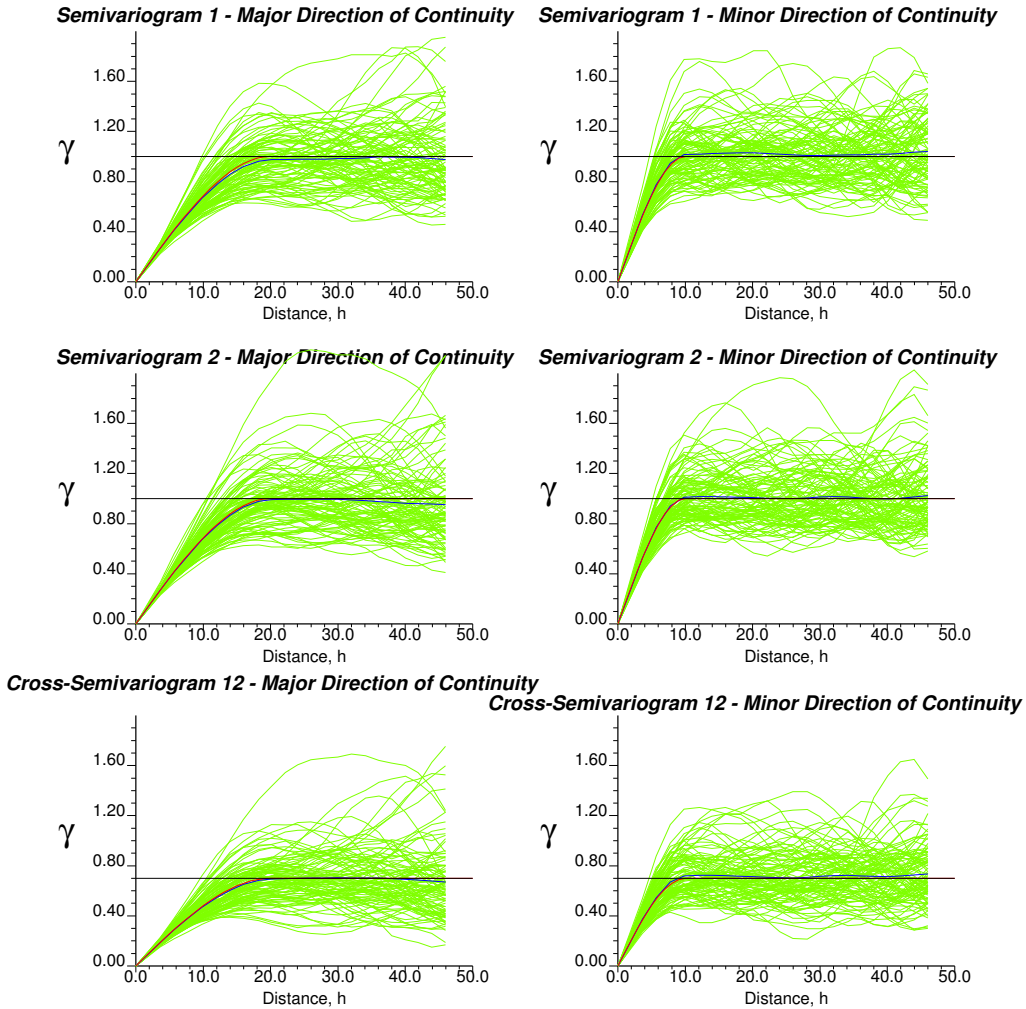 Semivariogram 1 - Major Direction of Continuity
γ
1.60
1.20
0.80
0.40
0.00
0.0 10.0 20.0 30.0 40.0 50.0
Distance, h
Semivariogram 1 - Minor Direction of Continuity
γ
1.60
1.20
0.80
0.40
0.00
0.0 10.0 20.0 30.0 40.0 50.0
Distance, h
Semivariogram 2 - Major Direction of Continuity
γ
1.60
1.20
0.80
0.40
0.00
0.0 10.0 20.0 30.0 40.0 50.0
Distance, h
Semivariogram 2 - Minor Direction of Continuity
γ
1.60
1.20
0.80
0.40
0.00
0.0 10.0 20.0 30.0 40.0 50.0
Distance, h
Cross-Semivariogram 12 - Major Direction of Continuity
γ
1.60
1.20
0.80
0.40
0.00
0.0 10.0 20.0 30.0 40.0 50.0
Distance, h
Cross-Semivariogram 12 - Minor Direction of Continuity
γ
1.60
1.20
0.80
0.40
0.00
0.0 10.0 20.0 30.0 40.0 50.0
Distance, h